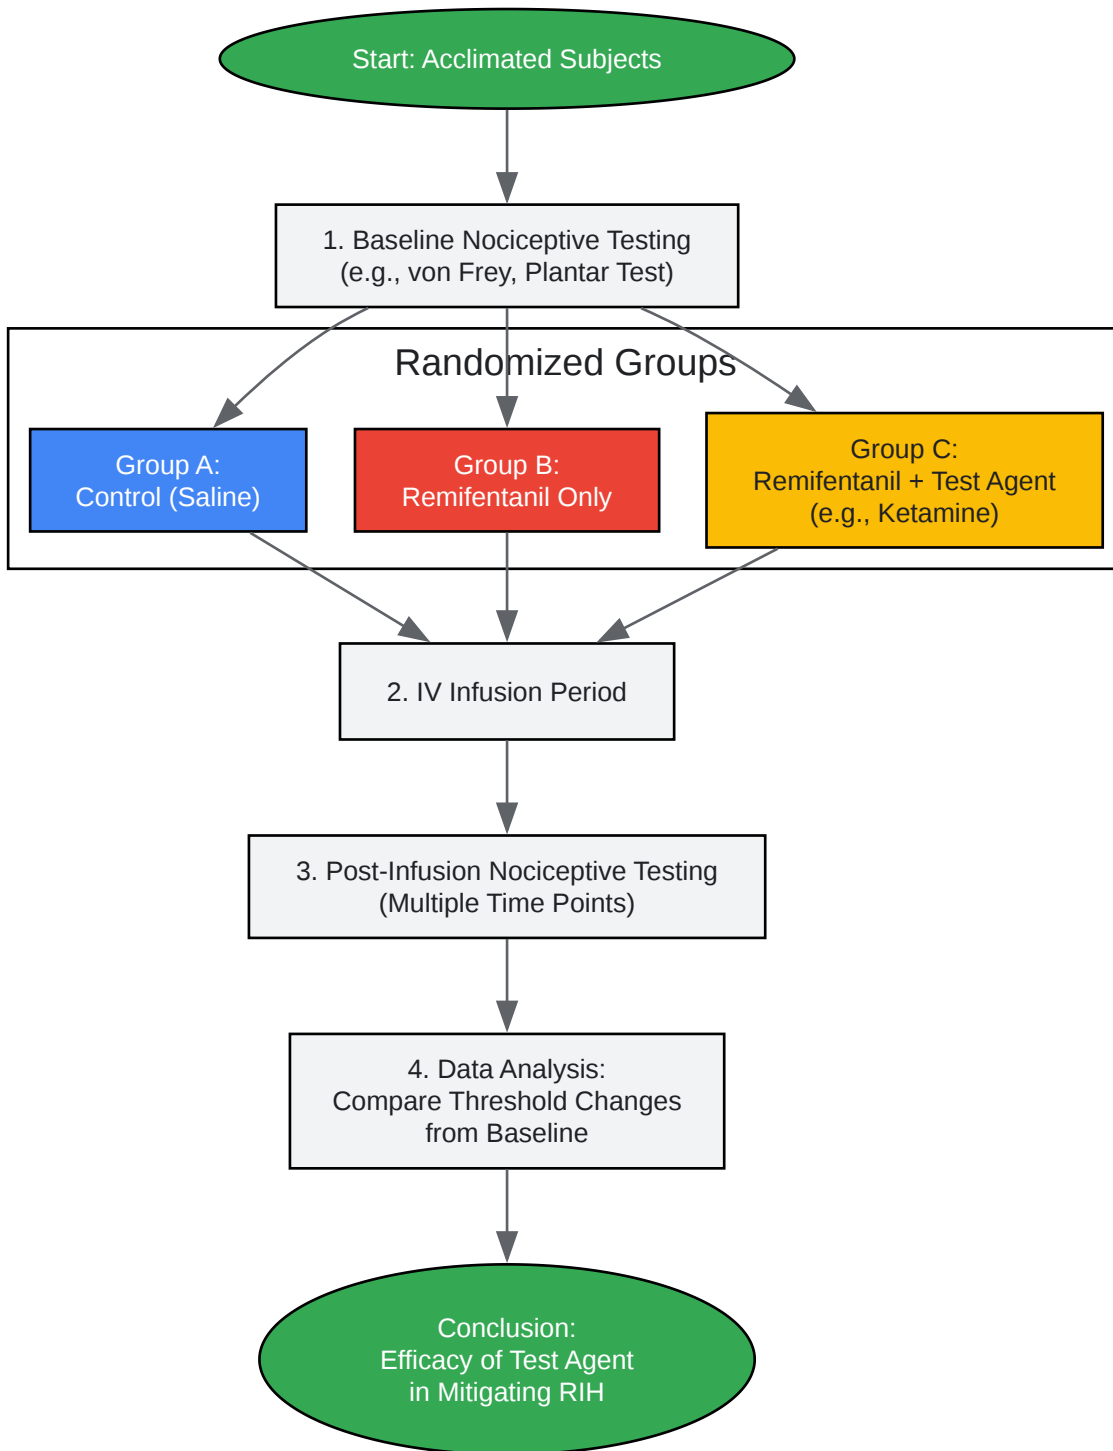 Start: Acclimated Subjects
1. Baseline Nociceptive Testing
(e.g., von Frey, Plantar Test)
Randomized Groups
Group A:
Control (Saline)
Group B:
Remifentanil Only
Group C:
Remifentanil + Test Agent
(e.g., Ketamine)
2. IV Infusion Period
3. Post-Infusion Nociceptive Testing
(Multiple Time Points)
4. Data Analysis:
Compare Threshold Changes
from Baseline
Conclusion:
Efficacy of Test Agent
in Mitigating RIH